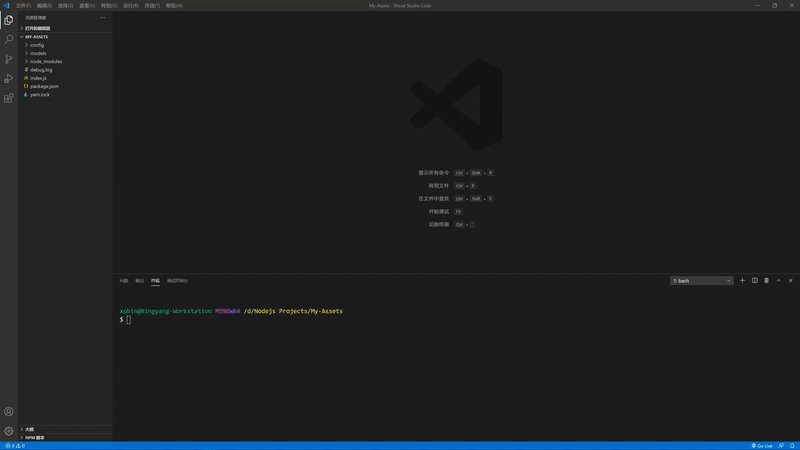 文件(F) 编辑(E) 选择(S) 查看(V) 转到(G) 运行(R) 终端(T) 帮助(H) My-Assets - Visual Studio Code
资源管理器
打开的编辑器
MY-ASSETS
config
models
node_modules
debug.log
index.js
package.json
yarn.lock
显示所有命令 Ctrl + Shift + P
转到文件 Ctrl + P
在文件中查找 Ctrl + Shift + F
开始调试 F5
切换终端 Ctrl + `
问题 输出 终端 调试控制台 1: bash
xubin@Bingyang-Workstation MINGW64 /d/Nodejs Projects/My-Assets
$
大纲
NPM 脚本
0 0 Go Live